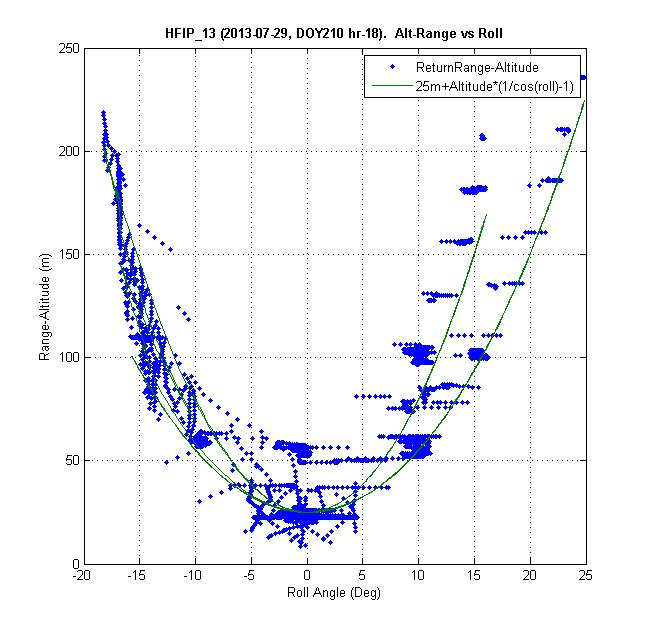 HFIP_13 (2013-07-29, DOY210 hr-18).  Alt-Range vs Roll
250
ReturnRange-Altitude
25m+Altitude*(1/cos(roll)-1)
200
150
Range-Altitude (m)
100
50
0
-20 -15 -10 -5 0 5 10 15 20 25
Roll Angle (Deg)